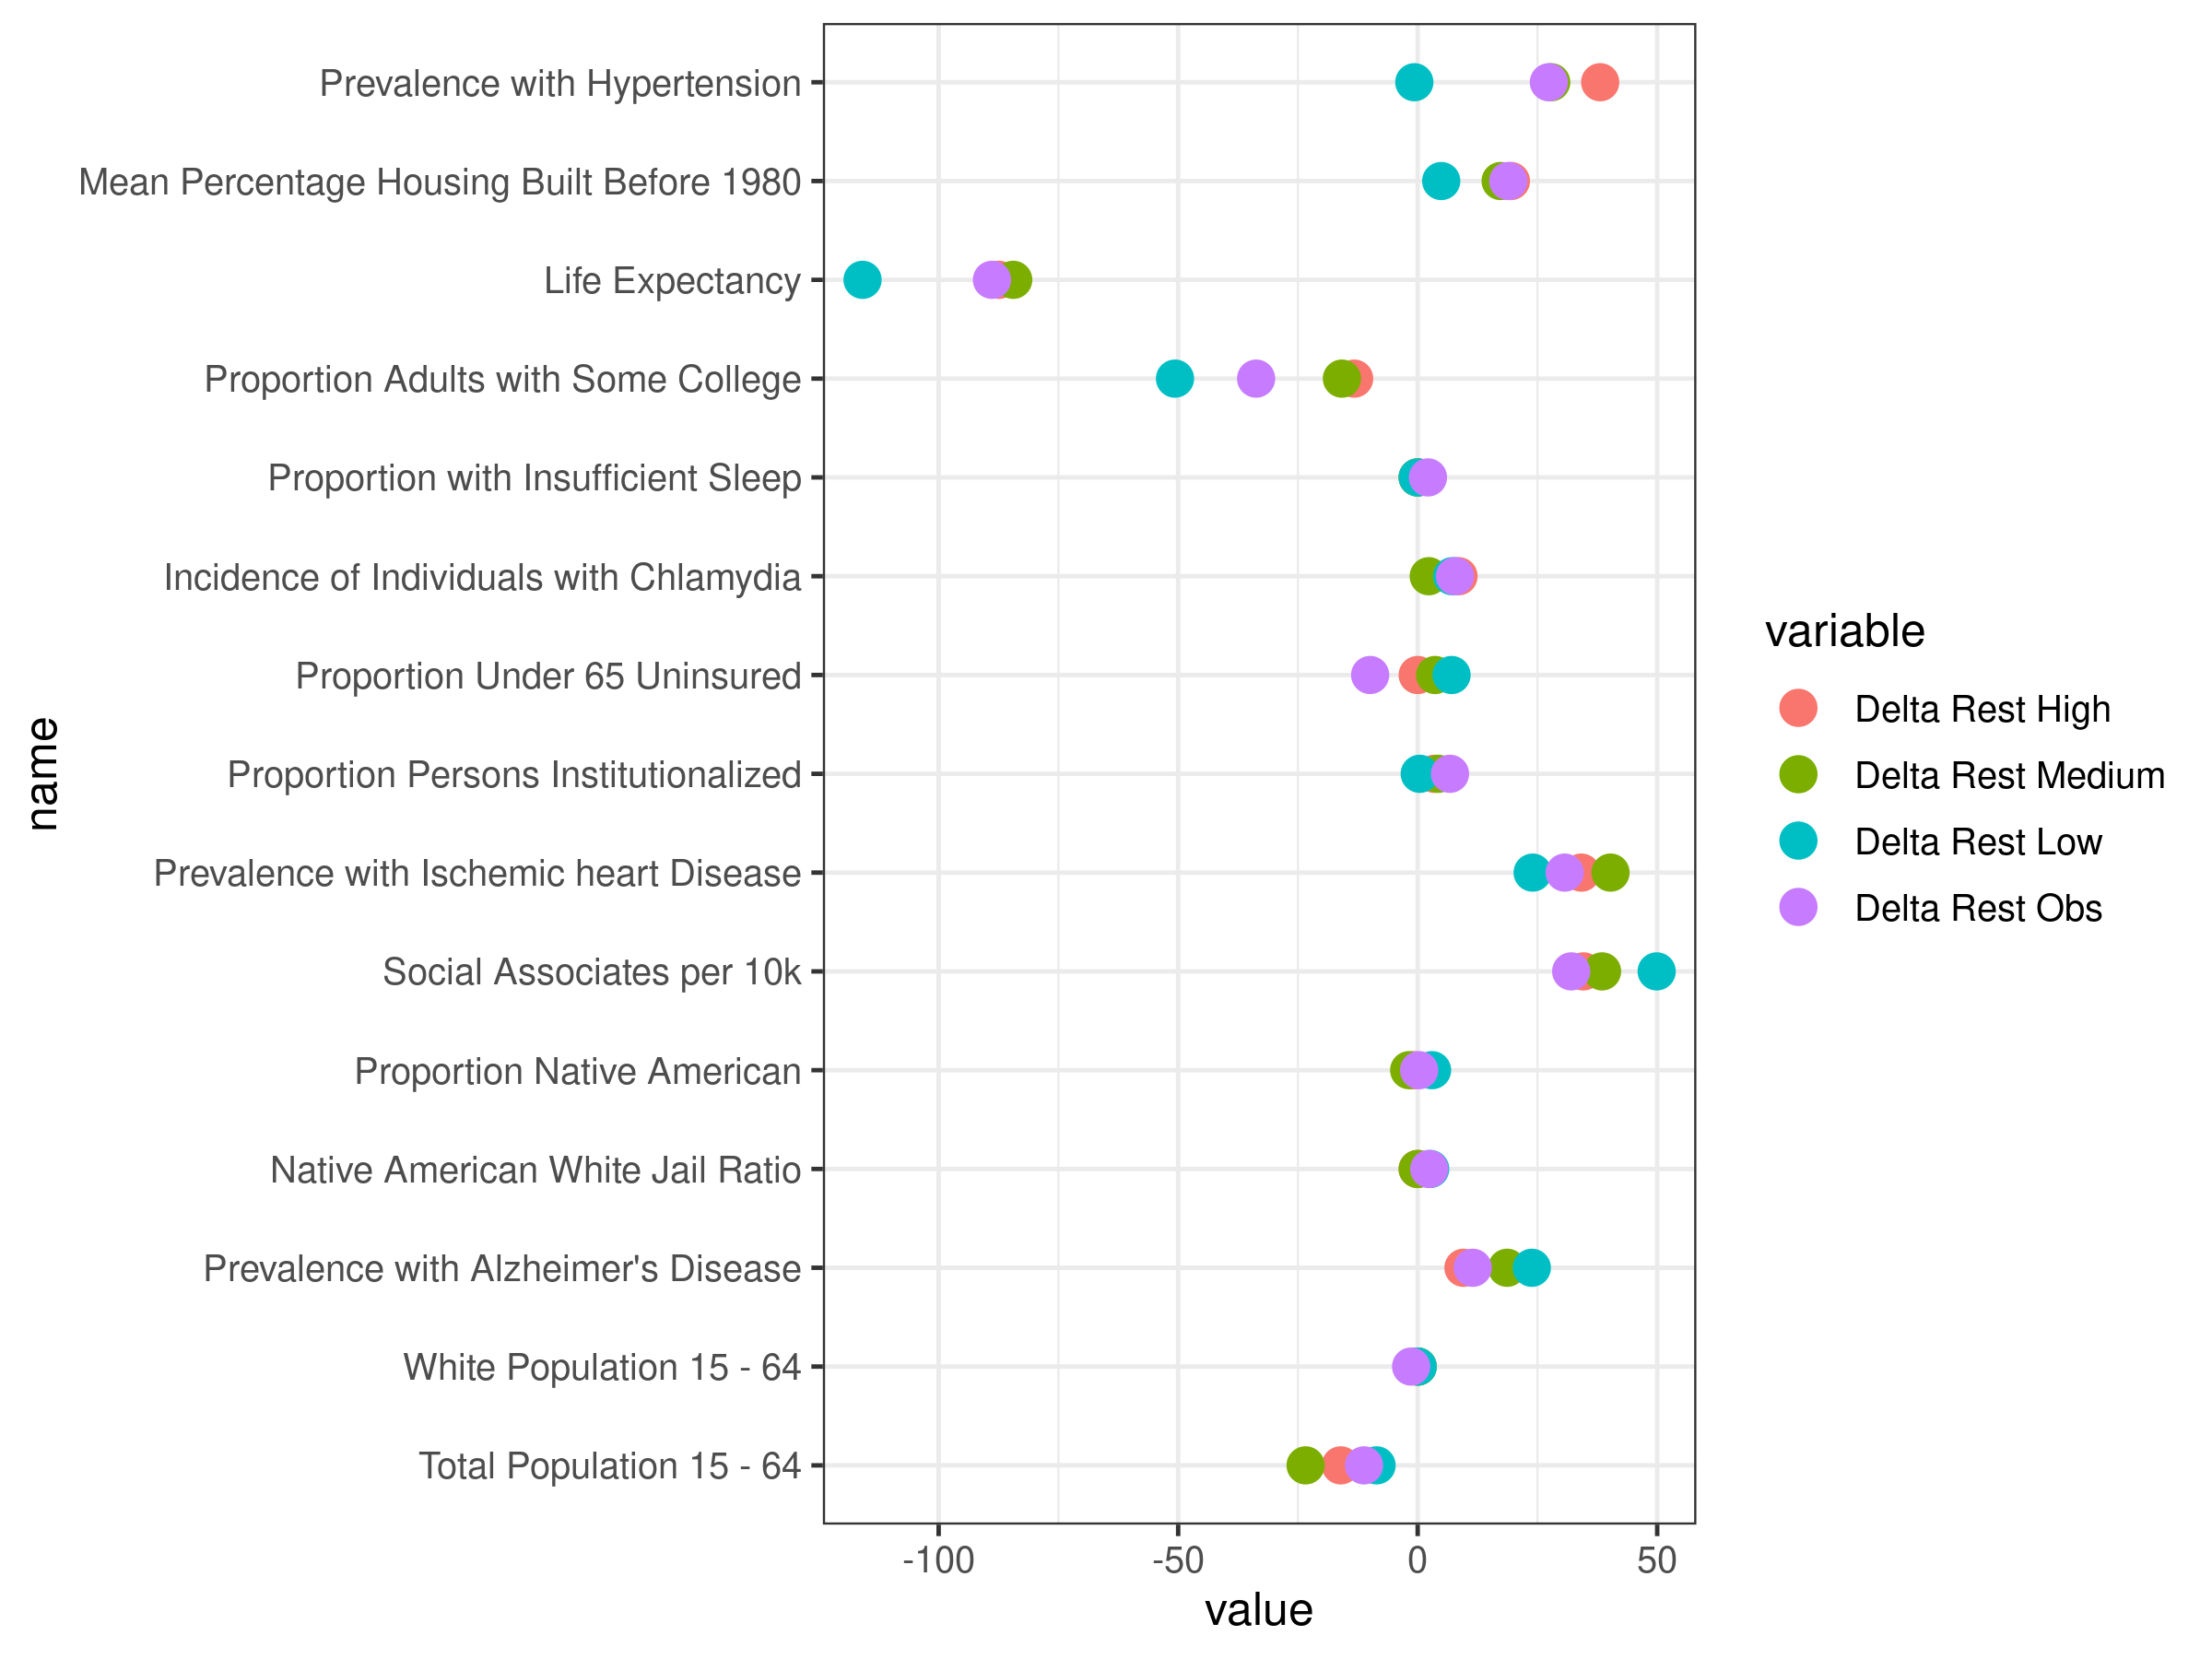 name
Prevalence with Hypertension
Mean Percentage Housing Built Before 1980
Life Expectancy
Proportion Adults with Some College
Proportion with Insufficient Sleep
Incidence of Individuals with Chlamydia
Proportion Under 65 Uninsured
Proportion Persons Institutionalized
Prevalence with Ischemic heart Disease
Social Associates per 10k
Proportion Native American
Native American White Jail Ratio
Prevalence with Alzheimer's Disease
White Population 15 - 64
Total Population 15 - 64
-100 -50 0 50
value
variable
Delta Rest High
Delta Rest Medium
Delta Rest Low
Delta Rest Obs